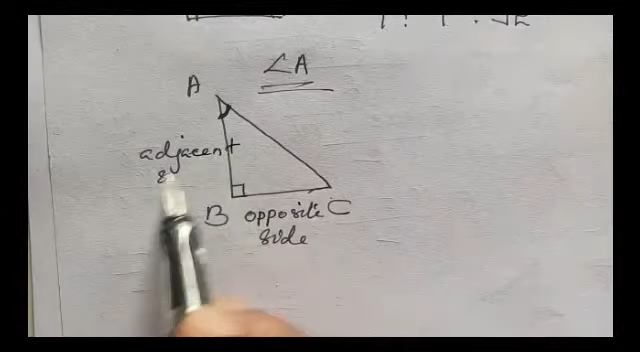 ∠A
A
adjacent
s
B opposite C
side